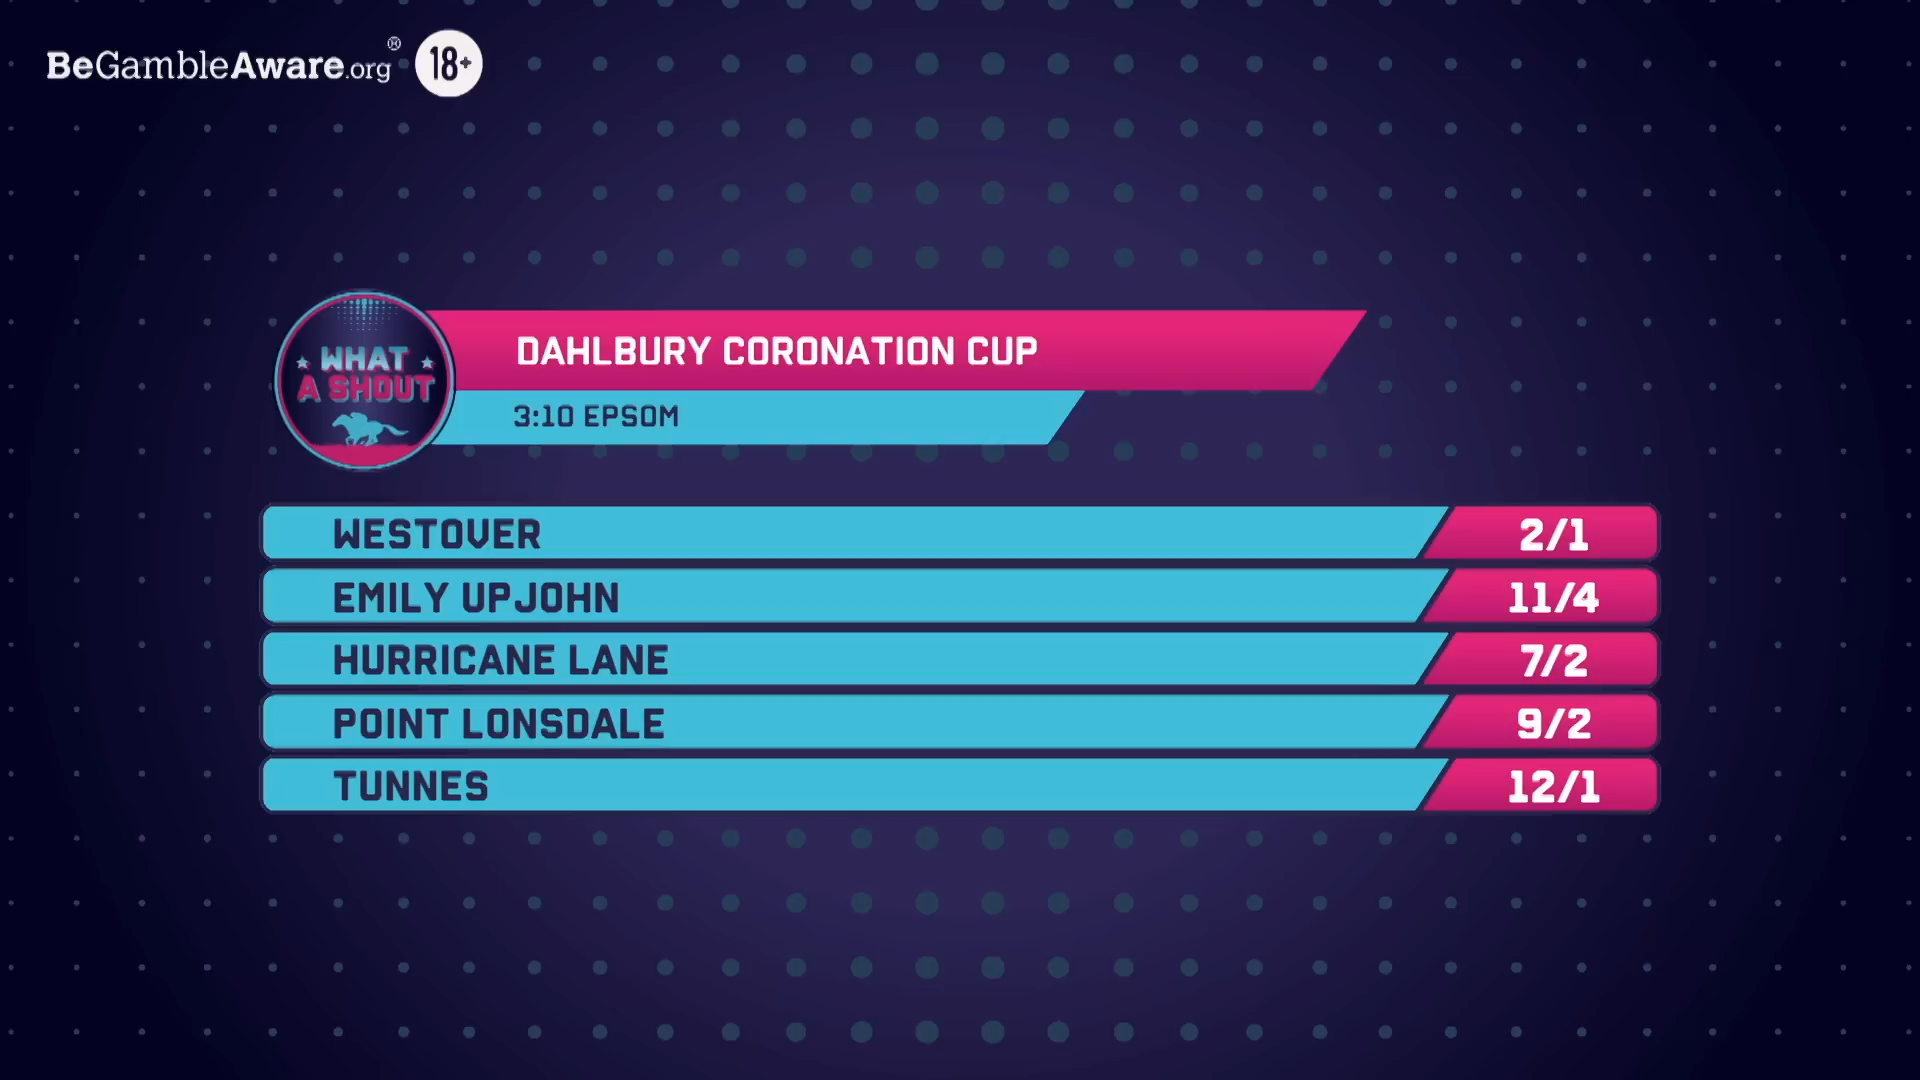 BeGambleAware.org® 18+
WHAT
A SHOUT
DAHLBURY CORONATION CUP
3:10 EPSOM
WESTOVER 2/1
EMILY UPJOHN 11/4
HURRICANE LANE 7/2
POINT LONSDALE 9/2
TUNNES 12/1